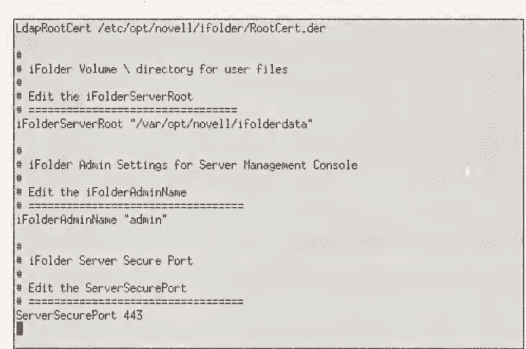 LdapRootCert /etc/opt/novell/ifolder/RootCert.der
#
# iFolder Volume \ directory for user files
#
# Edit the iFolderServerRoot
# =================================
iFolderServerRoot "/var/opt/novell/ifolderdata"
#
# iFolder Admin Settings for Server Management Console
#
# Edit the iFolderAdminName
# =================================
iFolderAdminName "admin"
#
# iFolder Server Secure Port
#
# Edit the ServerSecurePort
# =================================
ServerSecurePort 443